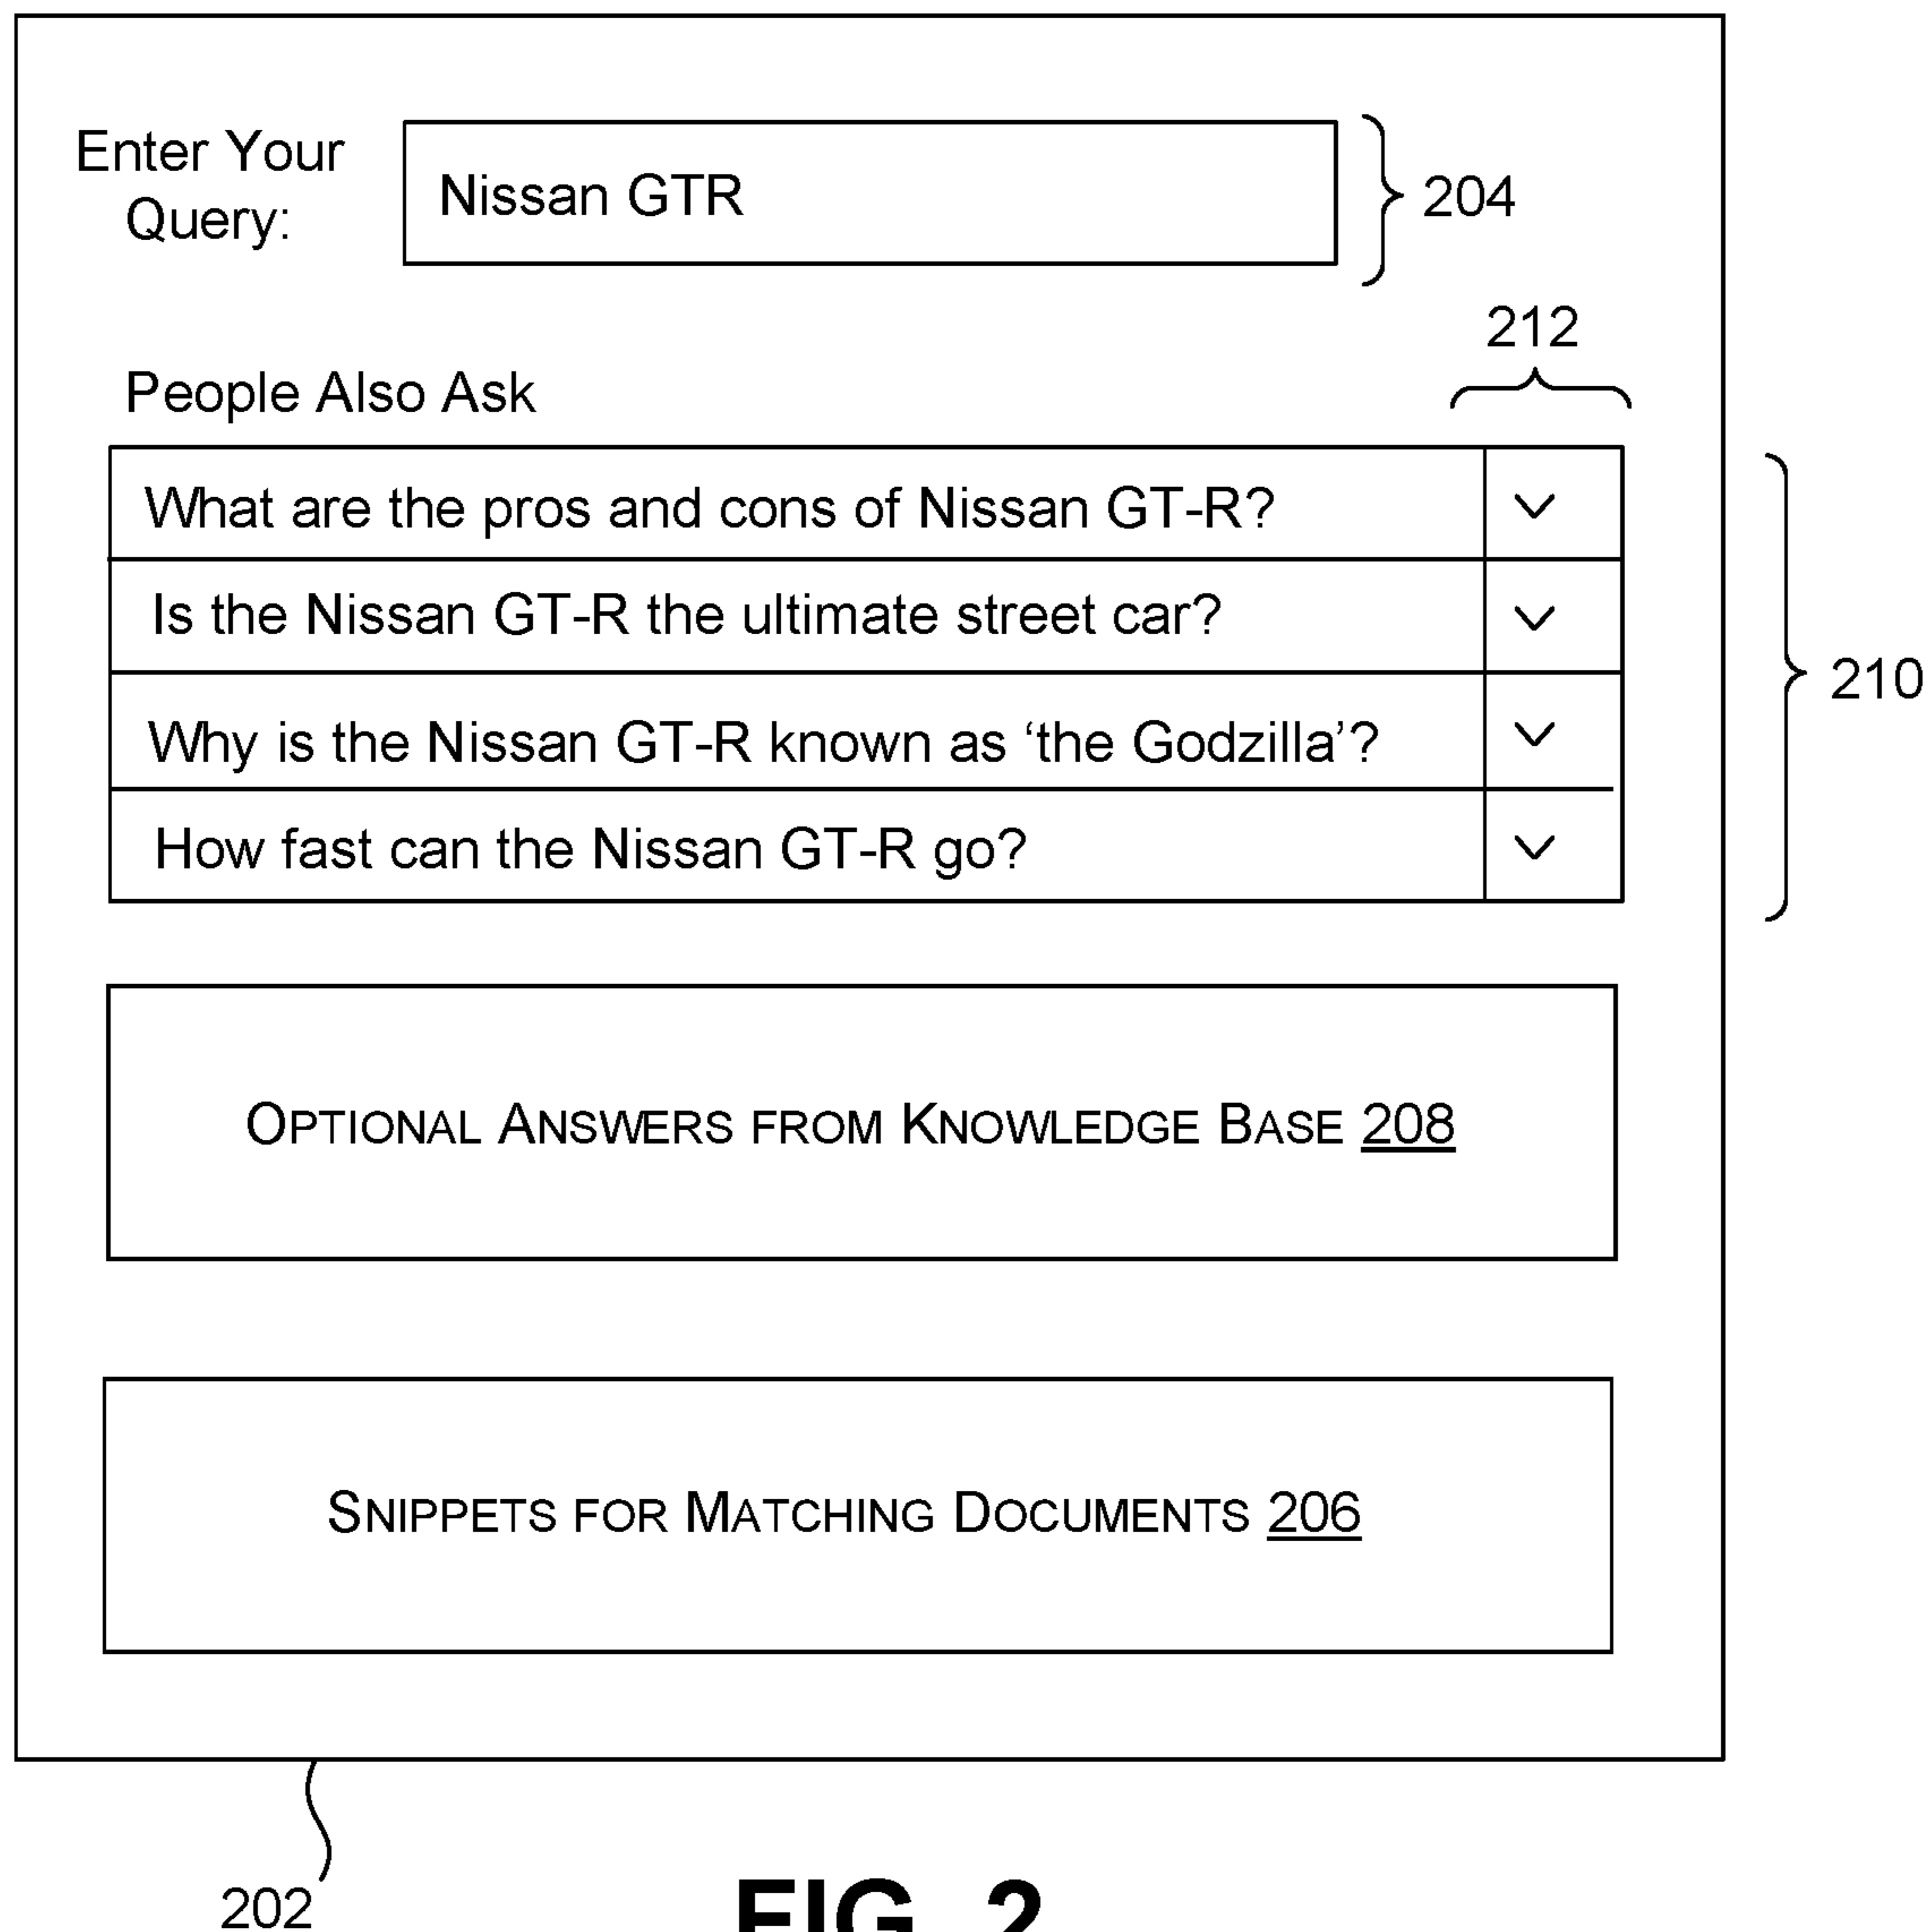 Enter Your
Query:
Nissan GTR
204
212
People Also Ask
What are the pros and cons of Nissan GT-R?
Is the Nissan GT-R the ultimate street car?
Why is the Nissan GT-R known as ‘the Godzilla’?
How fast can the Nissan GT-R go?
210
OPTIONAL ANSWERS FROM KNOWLEDGE BASE 208
SNIPPETS FOR MATCHING DOCUMENTS 206
202
FIG. 2